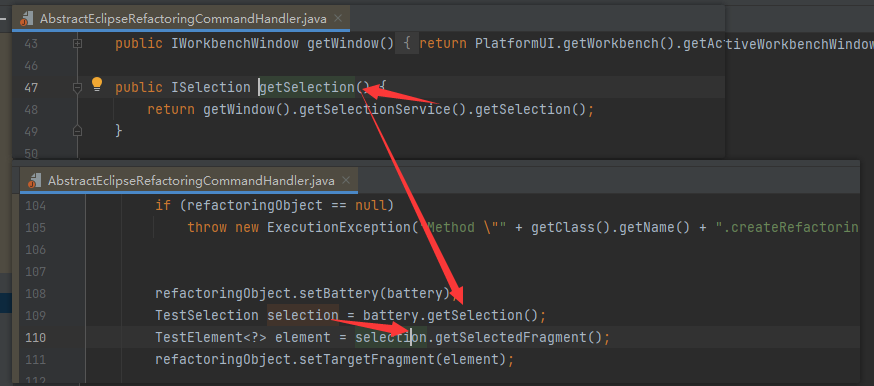 AbstractEclipseRefactoringCommandHandler.java
43 public IWorkbenchWindow getWindow() { return PlatformUI.getWorkbench().getActiveWorkbenchWindow
46
47 public ISelection getSelection() {
48 return getWindow().getSelectionService().getSelection();
49 }
50
AbstractEclipseRefactoringCommandHandler.java
104 if (refactoringObject == null)
105 throw new ExecutionException("Method \"" + getClass().getName() + ".createRefactorin
106
107
108 refactoringObject.setBattery(battery);
109 TestSelection selection = battery.getSelection();
110 TestElement<?> element = selection.getSelectedFragment();
111 refactoringObject.setTargetFragment(element);